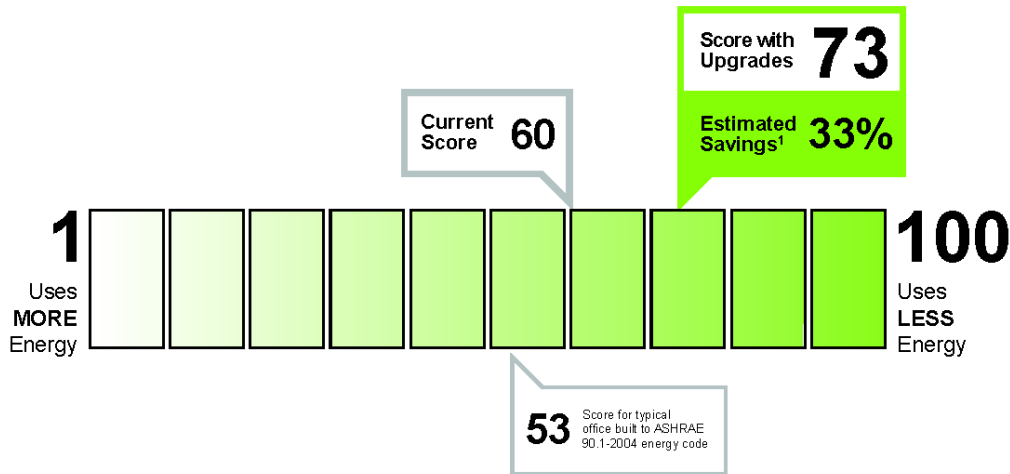 Score with
Upgrades 73
Estimated
Savings¹ 33%
Current
Score 60
1
Uses
MORE
Energy
100
Uses
LESS
Energy
53
Score for typical
office built to ASHRAE
90.1-2004 energy code